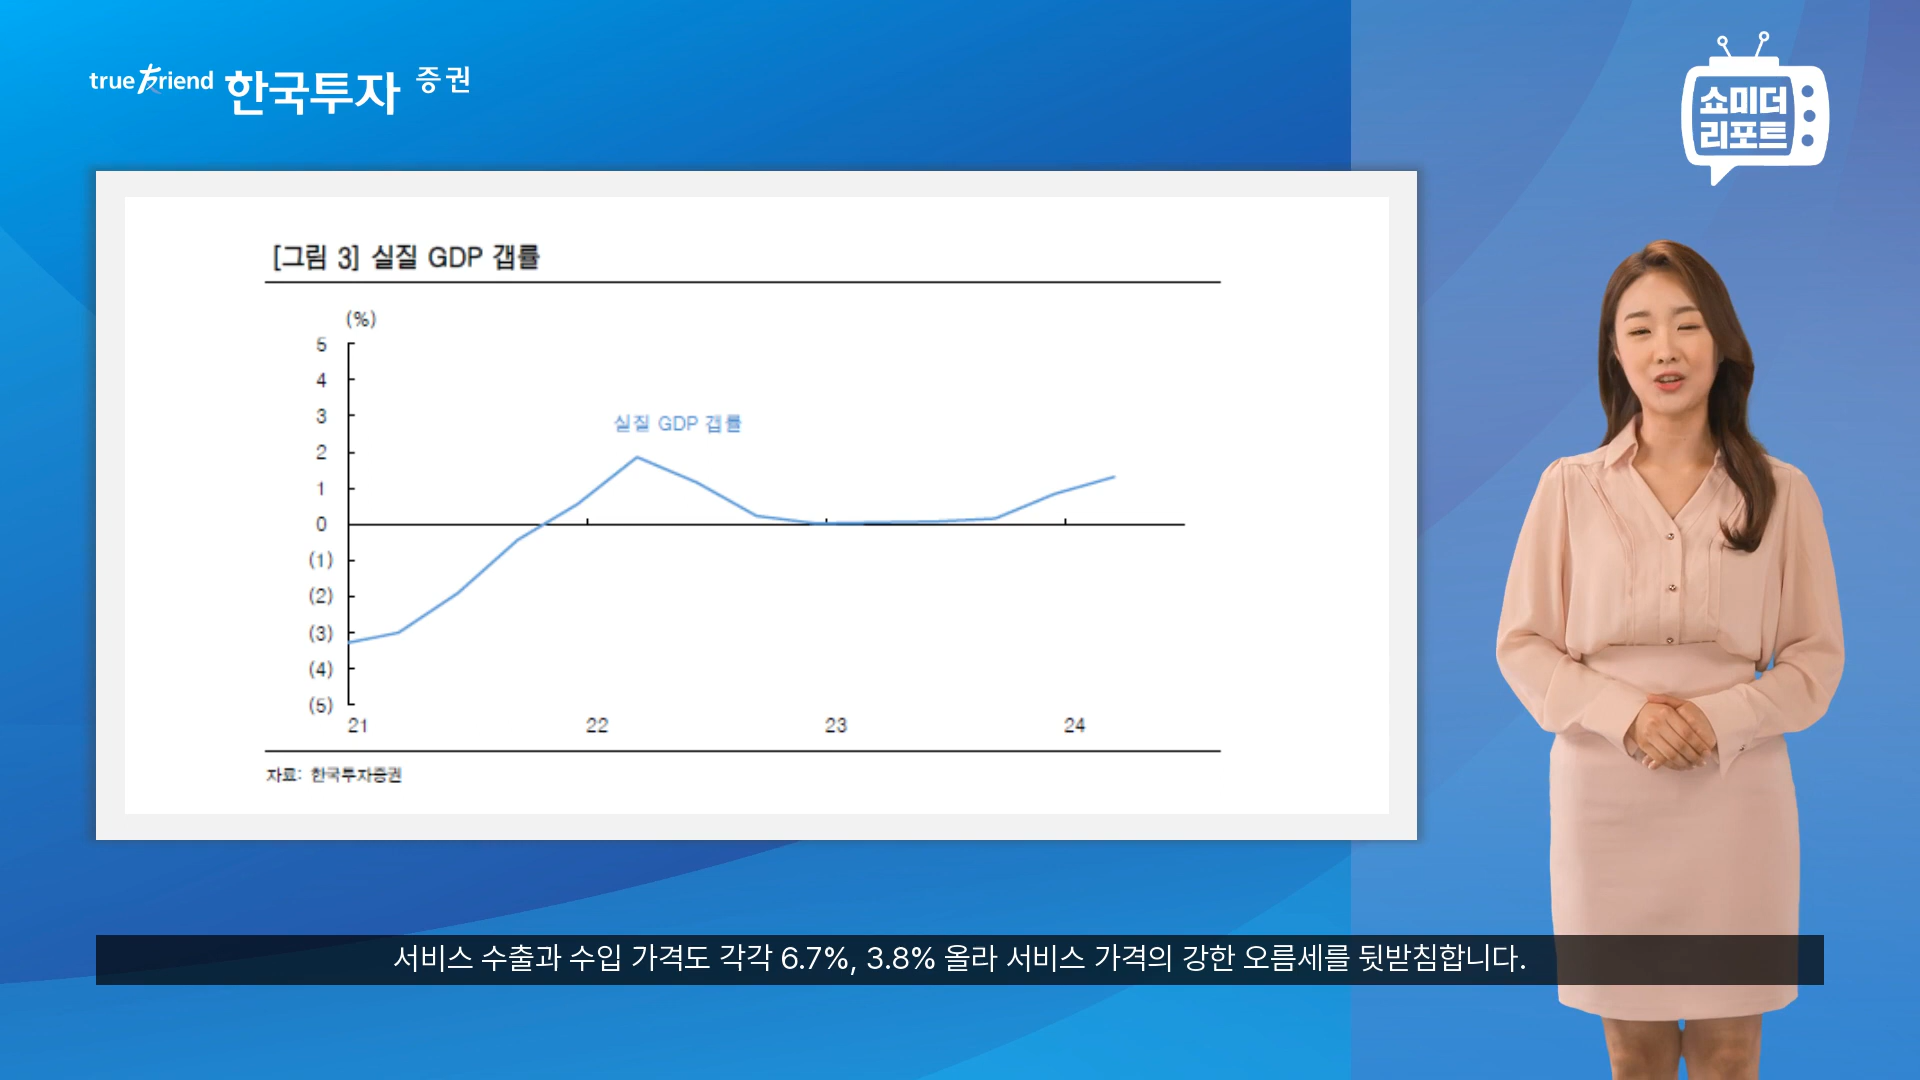 trueFriend 한국투자 증권
쇼미더
리포트
[그림 3] 실질 GDP 갭률
(%)
5
4
3
2
1
0
(1)
(2)
(3)
(4)
(5)
실질 GDP 갭률
21 22 23 24
자료: 한국투자증권
서비스 수출과 수입 가격도 각각 6.7%, 3.8% 올라 서비스 가격의 강한 오름세를 뒷받침합니다.